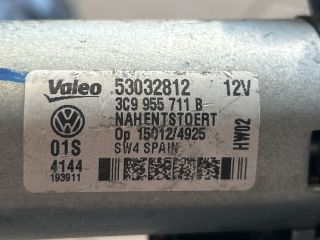 Valeo 53032812 12V
3C9 955 711 B
NAHENTSTOERT
Op 15012/4925
01S SW4 SPAIN
4144
193911
HW02